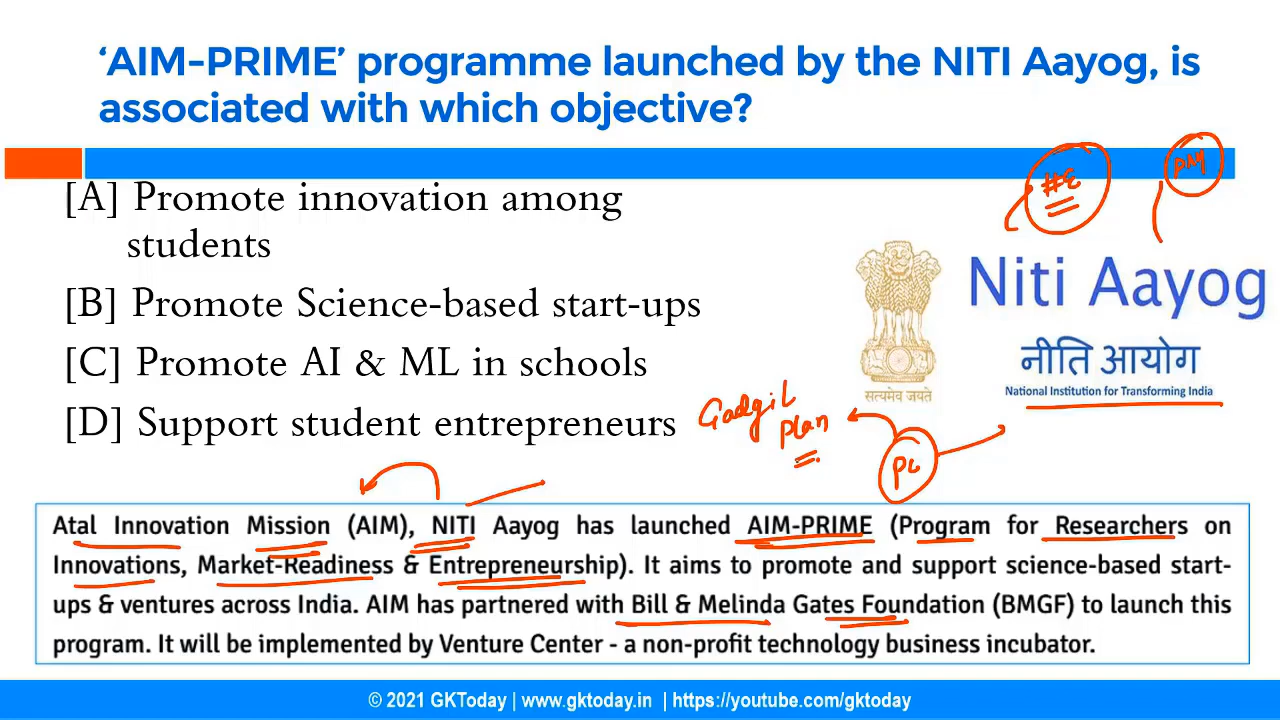 ‘AIM-PRIME’ programme launched by the NITI Aayog, is
associated with which objective?
PM
[A] Promote innovation among
students
[B] Promote Science-based start-ups
[C] Promote AI & ML in schools
[D] Support student entrepreneurs
Niti Aayog
नीति आयोग
National Institution for Transforming India
सत्यमेव जयते
Gadgil
plan
PC
Atal Innovation Mission (AIM), NITI Aayog has launched AIM-PRIME (Program for Researchers on
Innovations, Market-Readiness & Entrepreneurship). It aims to promote and support science-based start-
ups & ventures across India. AIM has partnered with Bill & Melinda Gates Foundation (BMGF) to launch this
program. It will be implemented by Venture Center - a non-profit technology business incubator.
© 2021 GKToday | www.gktoday.in | https://youtube.com/gktoday